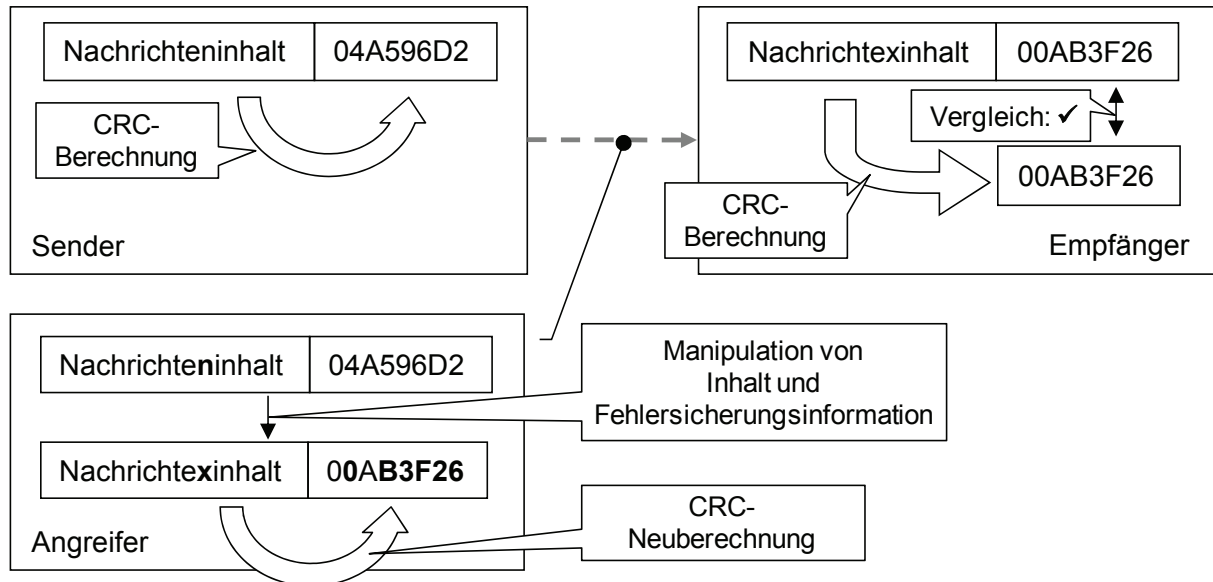 Nachrichteninhalt 04A596D2
CRC-
Berechnung
Sender
Nachrichtexinhalt 00AB3F26
Vergleich: ✓
00AB3F26
CRC-
Berechnung
Empfänger
Nachrichteninhalt 04A596D2
Nachrichtexinhalt 00AB3F26
Angreifer
Manipulation von
Inhalt und
Fehlersicherungsinformation
CRC-
Neuberechnung